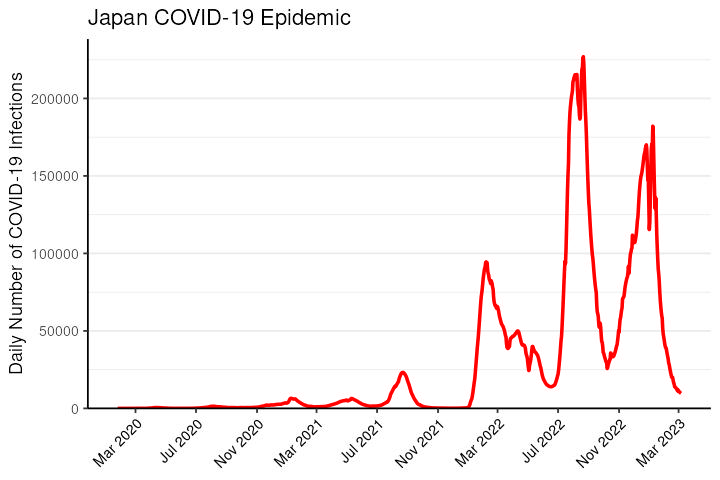 Japan COVID-19 Epidemic
Daily Number of COVID-19 Infections
200000
150000
100000
50000
0
Mar 2020
Jul 2020
Nov 2020
Mar 2021
Jul 2021
Nov 2021
Mar 2022
Jul 2022
Nov 2022
Mar 2023